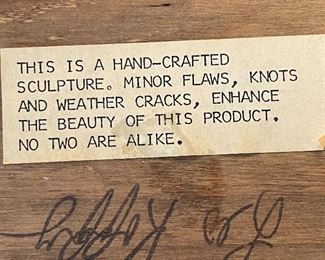 THIS IS A HAND-CRAFTED
SCULPTURE. MINOR FLAWS, KNOTS
AND WEATHER CRACKS, ENHANCE
THE BEAUTY OF THIS PRODUCT.
NO TWO ARE ALIKE.